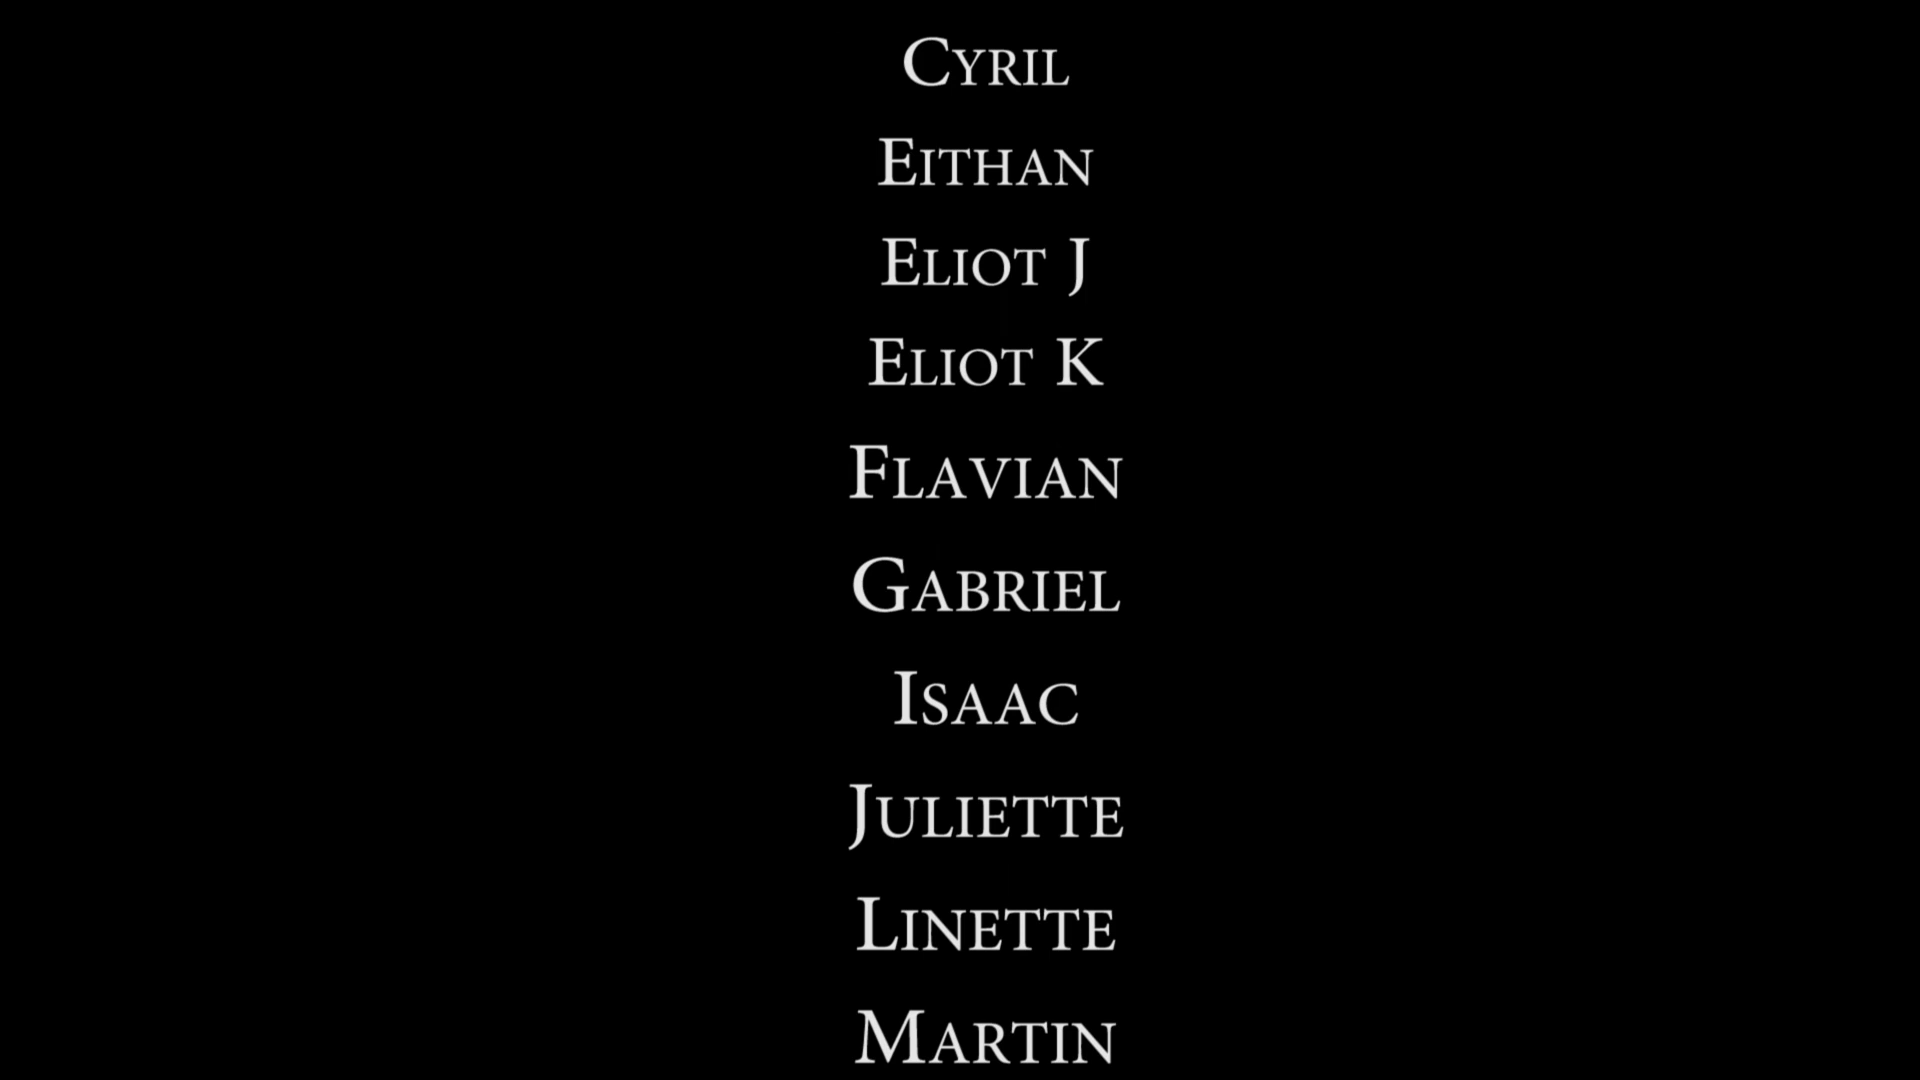 Cyril
Eithan
Eliot J
Eliot K
Flavian
Gabriel
Isaac
Juliette
Linette
Martin